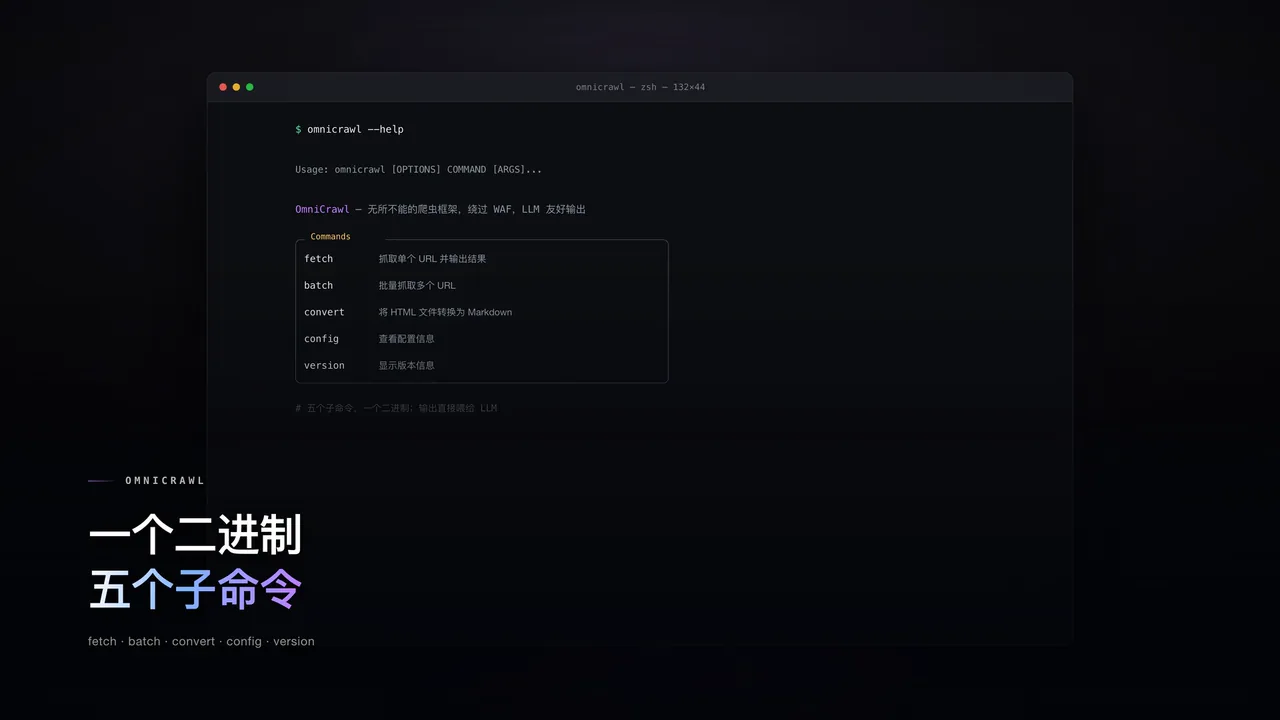 omnicrawl — zsh — 132×44
$ omnicrawl --help
Usage: omnicrawl [OPTIONS] COMMAND [ARGS]...
OmniCrawl — 无所不能的爬虫框架，绕过 WAF，LLM 友好输出
Commands
fetch 抓取单个 URL 并输出结果
batch 批量抓取多个 URL
convert 将 HTML 文件转换为 Markdown
config 查看配置信息
version 显示版本信息
# 五个子命令，一个二进制；输出直接喂给 LLM
OMNICRAWL
一个二进制
五个子命令
fetch · batch · convert · config · version